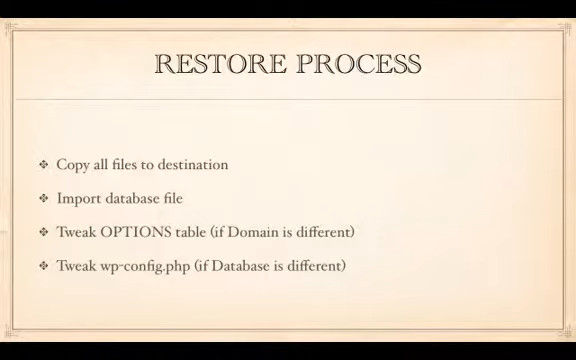 RESTORE PROCESS
Copy all files to destination
Import database file
Tweak OPTIONS table (if Domain is different)
Tweak wp-config.php (if Database is different)